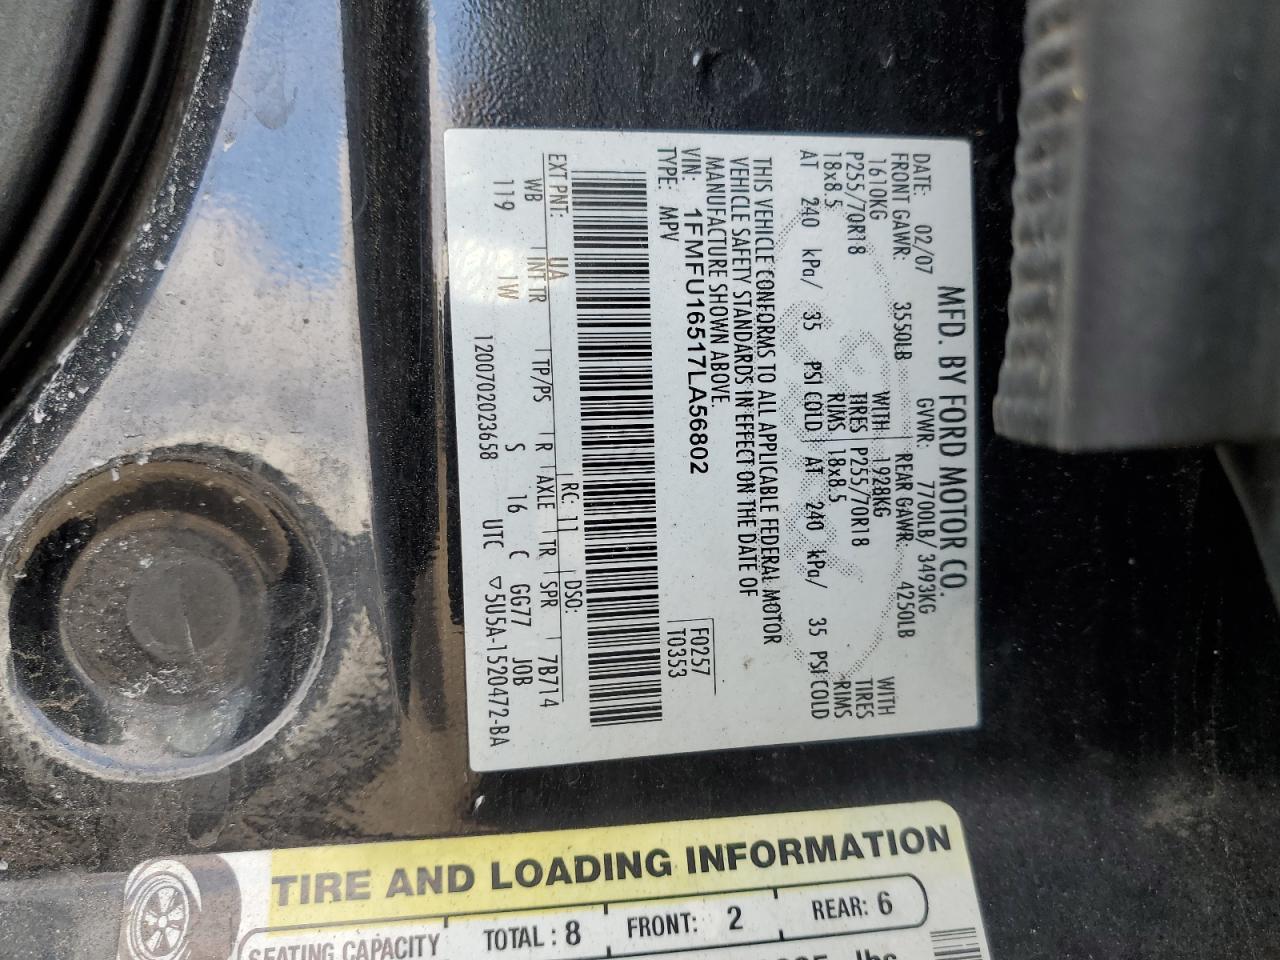 MFD. BY FORD MOTOR CO.
DATE: 02/07 GVWR: 7700LB/ 3493KG
FRONT GAWR: 3550LB REAR GAWR: 4250LB
1610KG WITH 1928KG WITH
P255/70R18 TIRES P255/70R18 TIRES
18x8.5 RIMS 18x8.5 RIMS
AT 240 kPa/ 35 PSI COLD AT 240 kPa/ 35 PSI COLD
THIS VEHICLE CONFORMS TO ALL APPLICABLE FEDERAL MOTOR
VEHICLE SAFETY STANDARDS IN EFFECT ON THE DATE OF
MANUFACTURE SHOWN ABOVE.
VIN: 1FMFU16517LA56802 F0257
TYPE: MPV T0353
EXT PNT: UA RC: 11 DSO:
WB INT TR TP/PS R AXLE TR SPR 7B714
119 1W S 16 C GG77 JOB
120070202365B UTC ▽5U5A-1520472-BA
TIRE AND LOADING INFORMATION
SEATING CAPACITY TOTAL : 8 FRONT: 2 REAR: 6
lbs